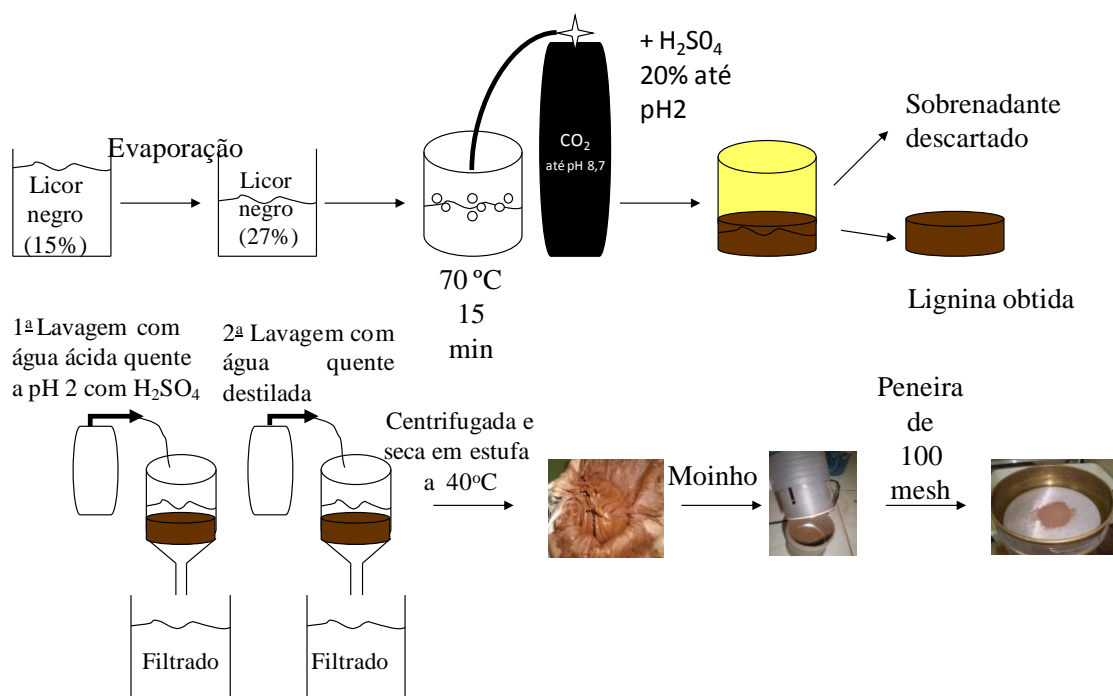 Evaporação
Licor
negro
(15%)
Licor
negro
(27%)
CO₂
até pH 8,7
70 ºC
15
min
+ H₂S0₄
20% até
pH2
Sobrenadante
descartado
Lignina obtida
1ª Lavagem com
água ácida quente
a pH 2 com H₂SO₄
Filtrado
2ª Lavagem com
água quente
destilada
Filtrado
Centrifugada e
seca em estufa
a 40ºC
Moinho
Peneira
de
100
mesh